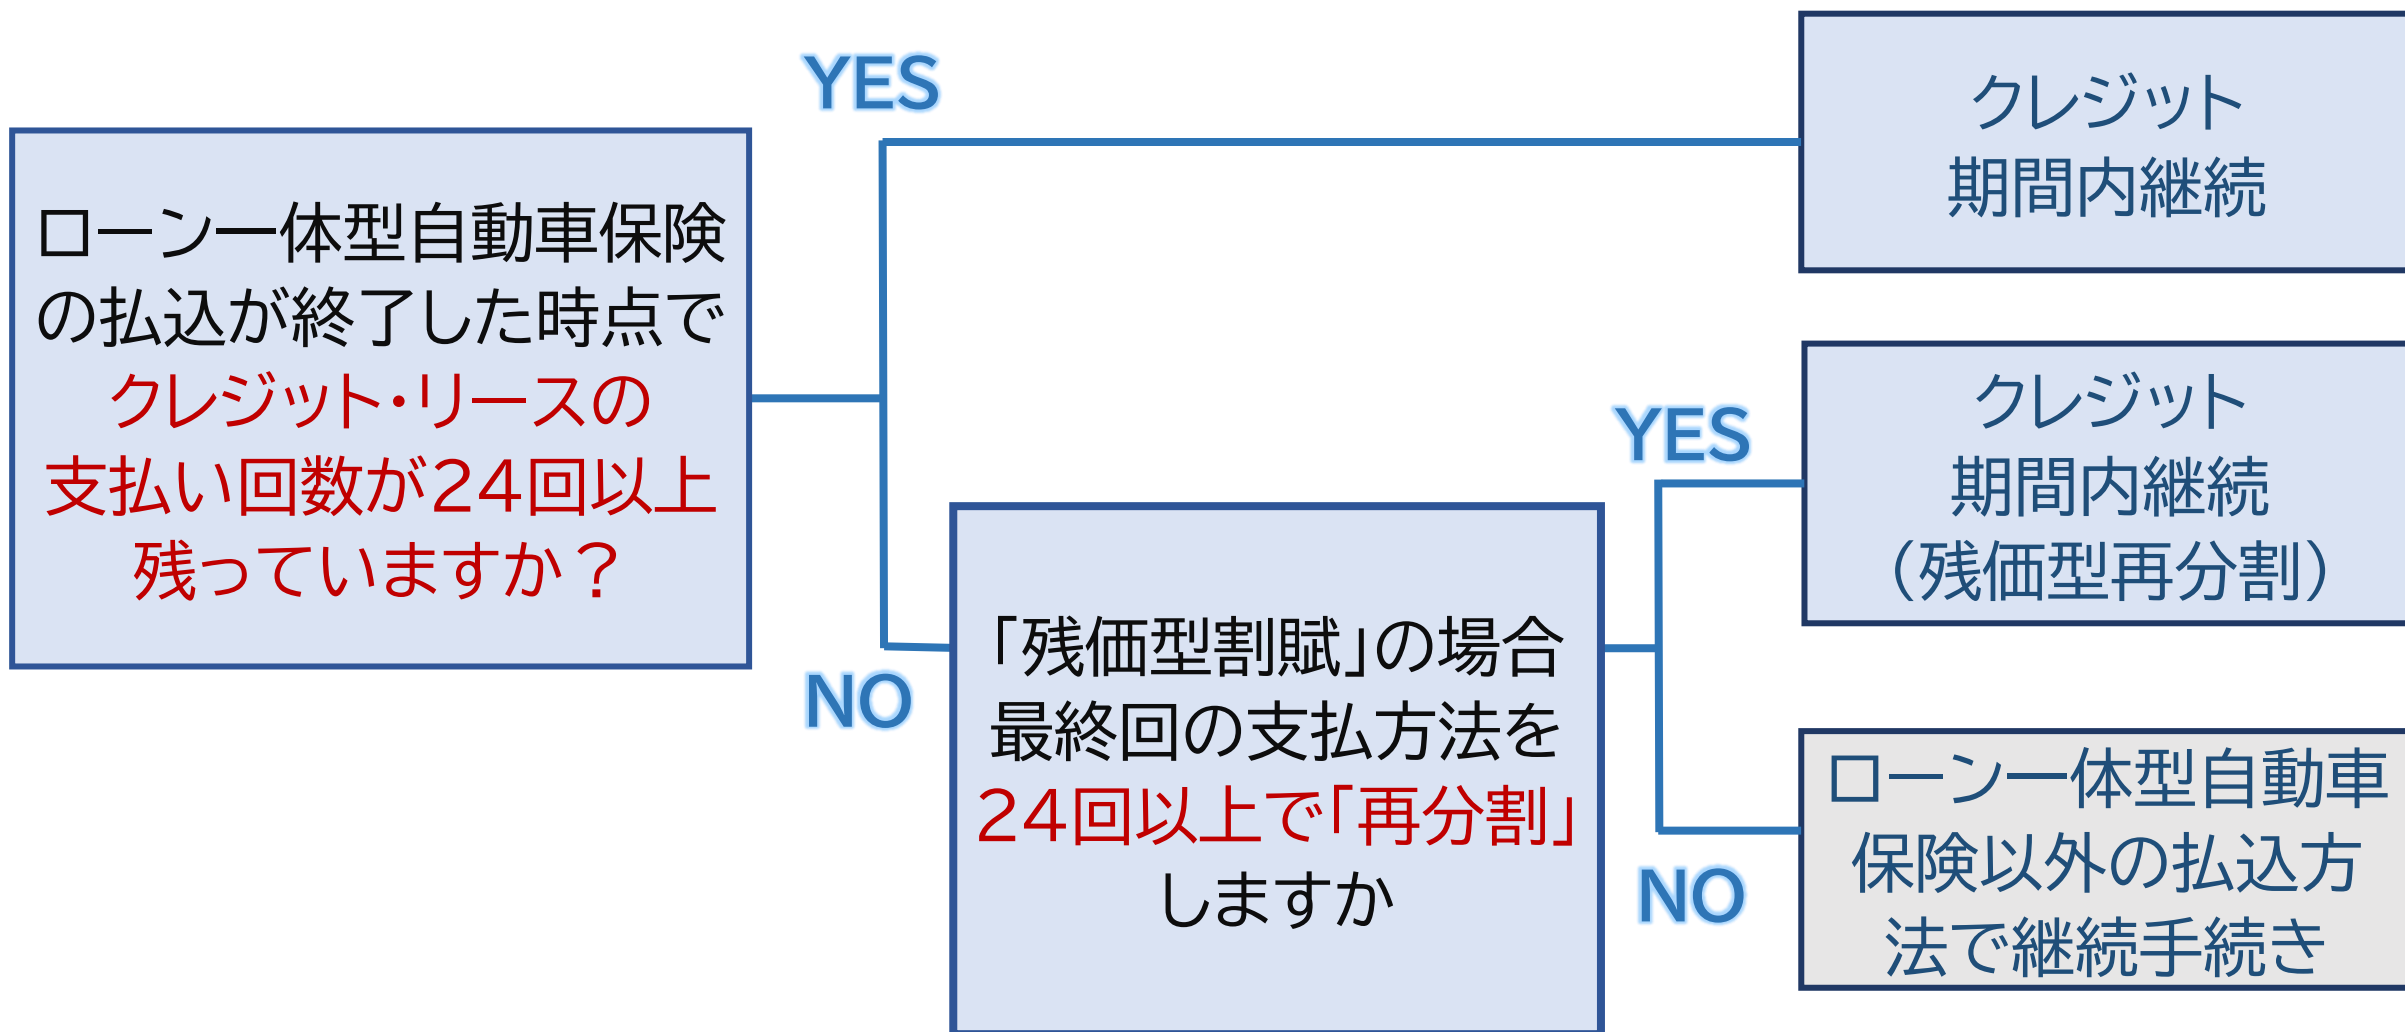 ローン一体型自動車保険
の払込が終了した時点で
クレジット・リースの
支払い回数が24回以上
残っていますか？
YES
クレジット
期間内継続
NO
「残価型割賦」の場合
最終回の支払方法を
24回以上で「再分割」
しますか
YES
クレジット
期間内継続
（残価型再分割）
NO
ローン一体型自動車
保険以外の払込方
法で継続手続き